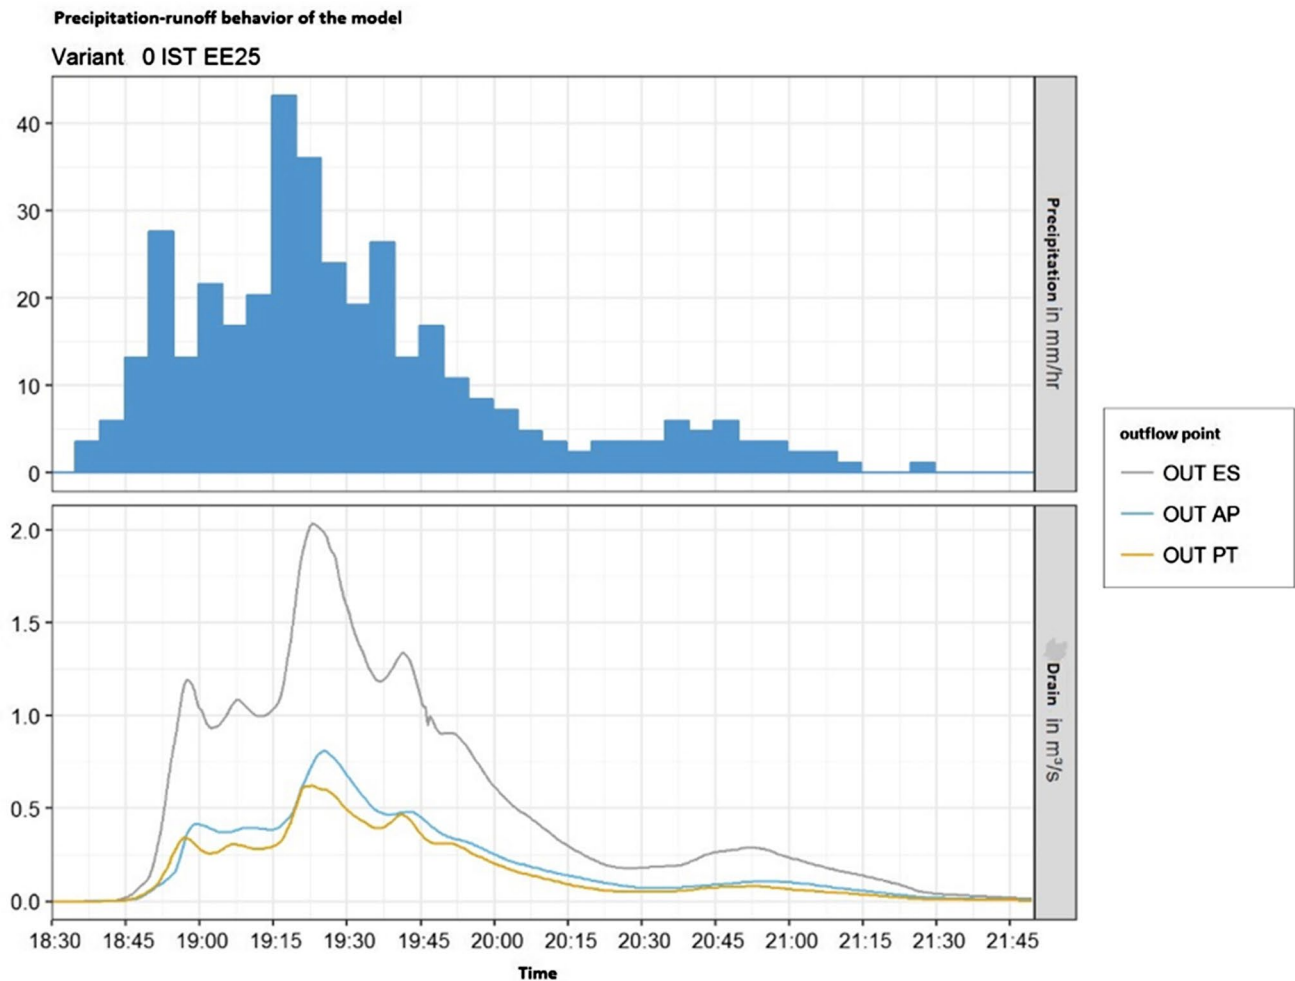 Precipitation-runoff behavior of the model
Variant 0 IST EE25
40
30
20
10
0
Precipitation in mm/hr
2.0
1.5
1.0
0.5
0.0
Drain in m³/s
18:30 18:45 19:00 19:15 19:30 19:45 20:00 20:15 20:30 20:45 21:00 21:15 21:30 21:45
Time
outflow point
OUT ES
OUT AP
OUT PT